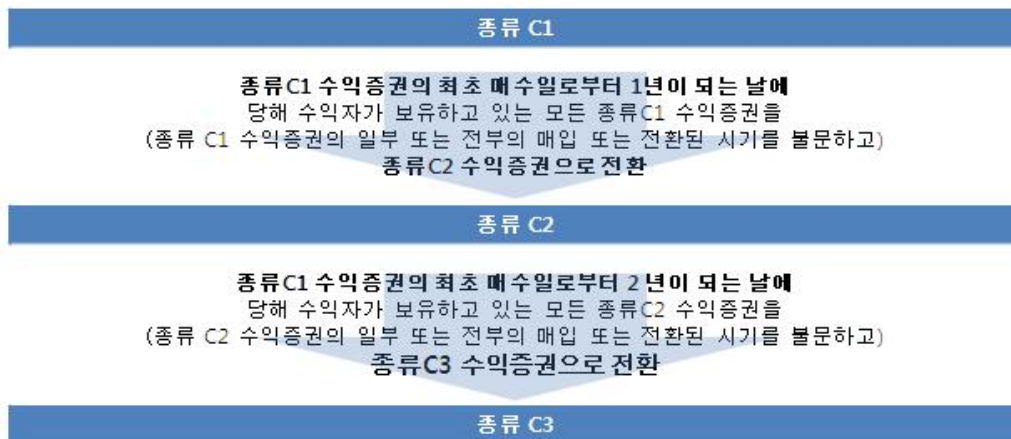 종류 C1
종류C1 수익증권의 최초 매수일로부터 1년이 되는 날에
당해 수익자가 보유하고 있는 모든 종류C1 수익증권을
(종류 C1 수익증권의 일부 또는 전부의 매입 또는 전환된 시기를 불문하고)
종류C2 수익증권으로 전환
종류 C2
종류C1 수익증권의 최초 매수일로부터 2년이 되는 날에
당해 수익자가 보유하고 있는 모든 종류C2 수익증권을
(종류 C2 수익증권의 일부 또는 전부의 매입 또는 전환된 시기를 불문하고)
종류C3 수익증권으로 전환
종류 C3